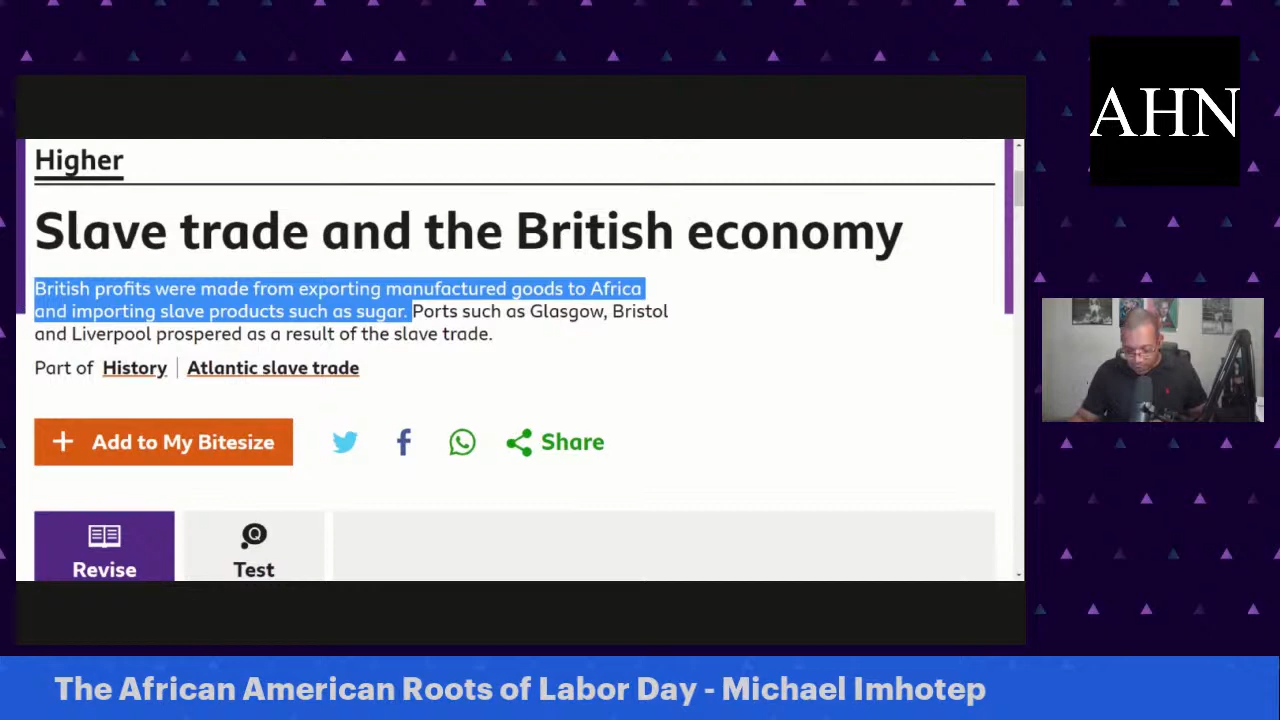 AHN
Higher
Slave trade and the British economy
British profits were made from exporting manufactured goods to Africa
and importing slave products such as sugar. Ports such as Glasgow, Bristol
and Liverpool prospered as a result of the slave trade.
Part of History Atlantic slave trade
+ Add to My Bitesize
Share
Revise
Q
Test
The African American Roots of Labor Day - Michael Imhotep